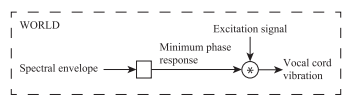 WORLD
Excitation signal
Minimum phase
response
Spectral envelope
*
Vocal cord
vibration